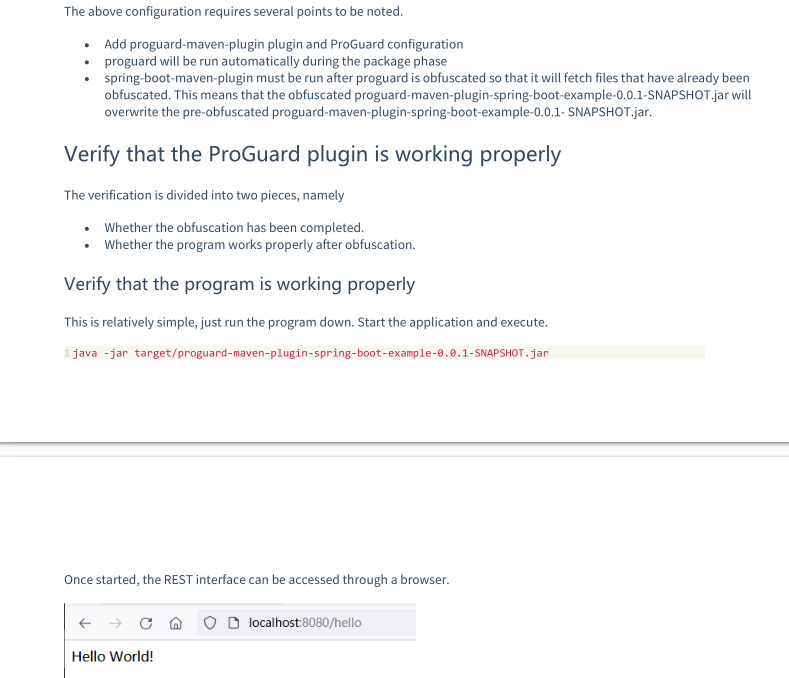 The above configuration requires several points to be noted.
• Add proguard-maven-plugin plugin and ProGuard configuration
• proguard will be run automatically during the package phase
• spring-boot-maven-plugin must be run after proguard is obfuscated so that it will fetch files that have already been
obfuscated. This means that the obfuscated proguard-maven-plugin-spring-boot-example-0.0.1-SNAPSHOT.jar will
overwrite the pre-obfuscated proguard-maven-plugin-spring-boot-example-0.0.1- SNAPSHOT.jar.
Verify that the ProGuard plugin is working properly
The verification is divided into two pieces, namely
• Whether the obfuscation has been completed.
• Whether the program works properly after obfuscation.
Verify that the program is working properly
This is relatively simple, just run the program down. Start the application and execute.
1 java -jar target/proguard-maven-plugin-spring-boot-example-0.0.1-SNAPSHOT.jar
Once started, the REST interface can be accessed through a browser.
localhost:8080/hello
Hello World!